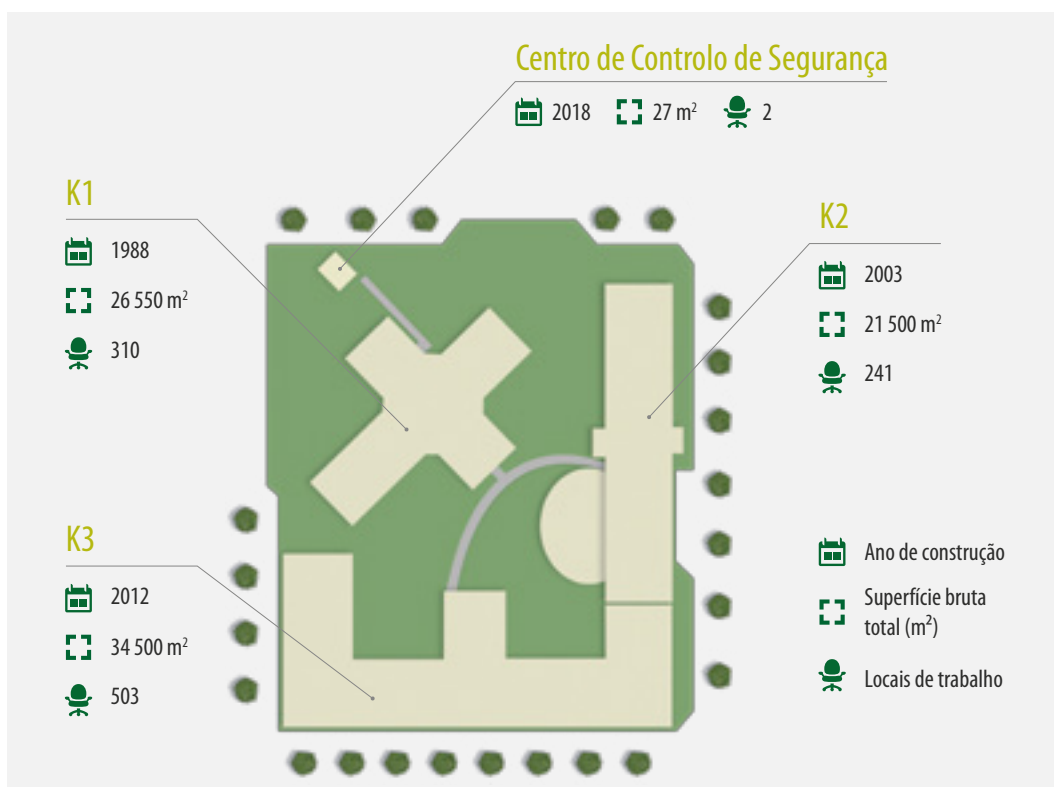 Centro de Controlo de Segurança
2018 27 m² 2
K1
1988
26 550 m²
310
K2
2003
21 500 m²
241
K3
2012
34 500 m²
503
Ano de construção
Superfície bruta
total (m²)
Locais de trabalho